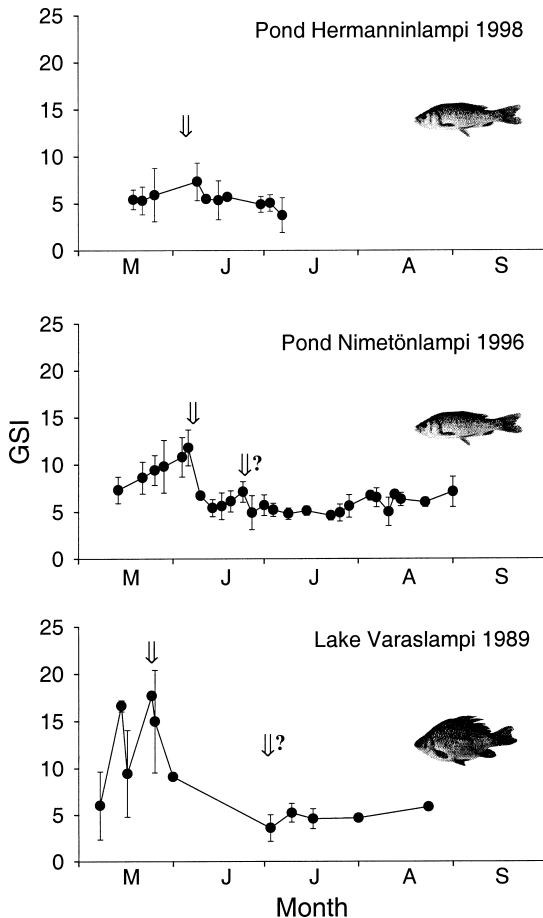 Pond Hermanninlampi 1998
25
20
15
10
5
0
M J J A S
Pond Nimetönlampi 1996
25
20
15
10
5
0
?
M J J A S
GSI
Lake Varaslampi 1989
25
20
15
10
5
0
?
M J J A S
Month